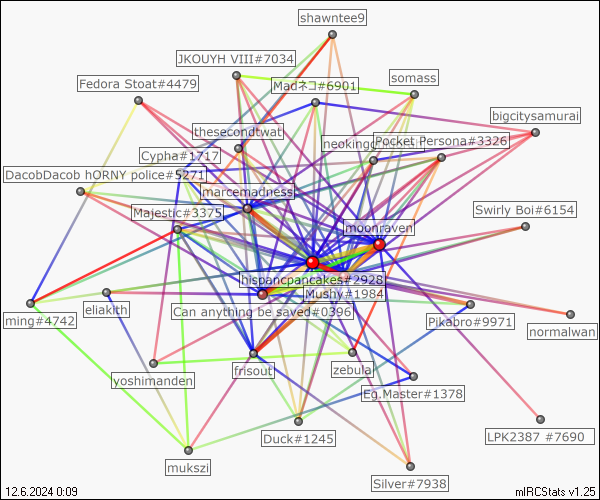 shawntee9
JKOUYH VIII#7034
Fedora Stoat#4479
Madネコ#6901
somass
bigcitysamurai
thesecondtwat
Pocket Persona#3326
Cypha#1717
DacobDacob hORNY police#5271
marcemadness
Majestic#3375
moonraven
Swirly Boi#6154
hispancpancakes#2928
Mushy#1984
Can anything be saved#0396
ming#4742
eliakith
Pikabro#9971
normalwan
yoshimanden
frisout
zebula
Eg.Master#1378
Duck#1245
LPK2387 #7690
mukszi
Silver#7938
12.6.2024 0:09
mIRCStats v1.25